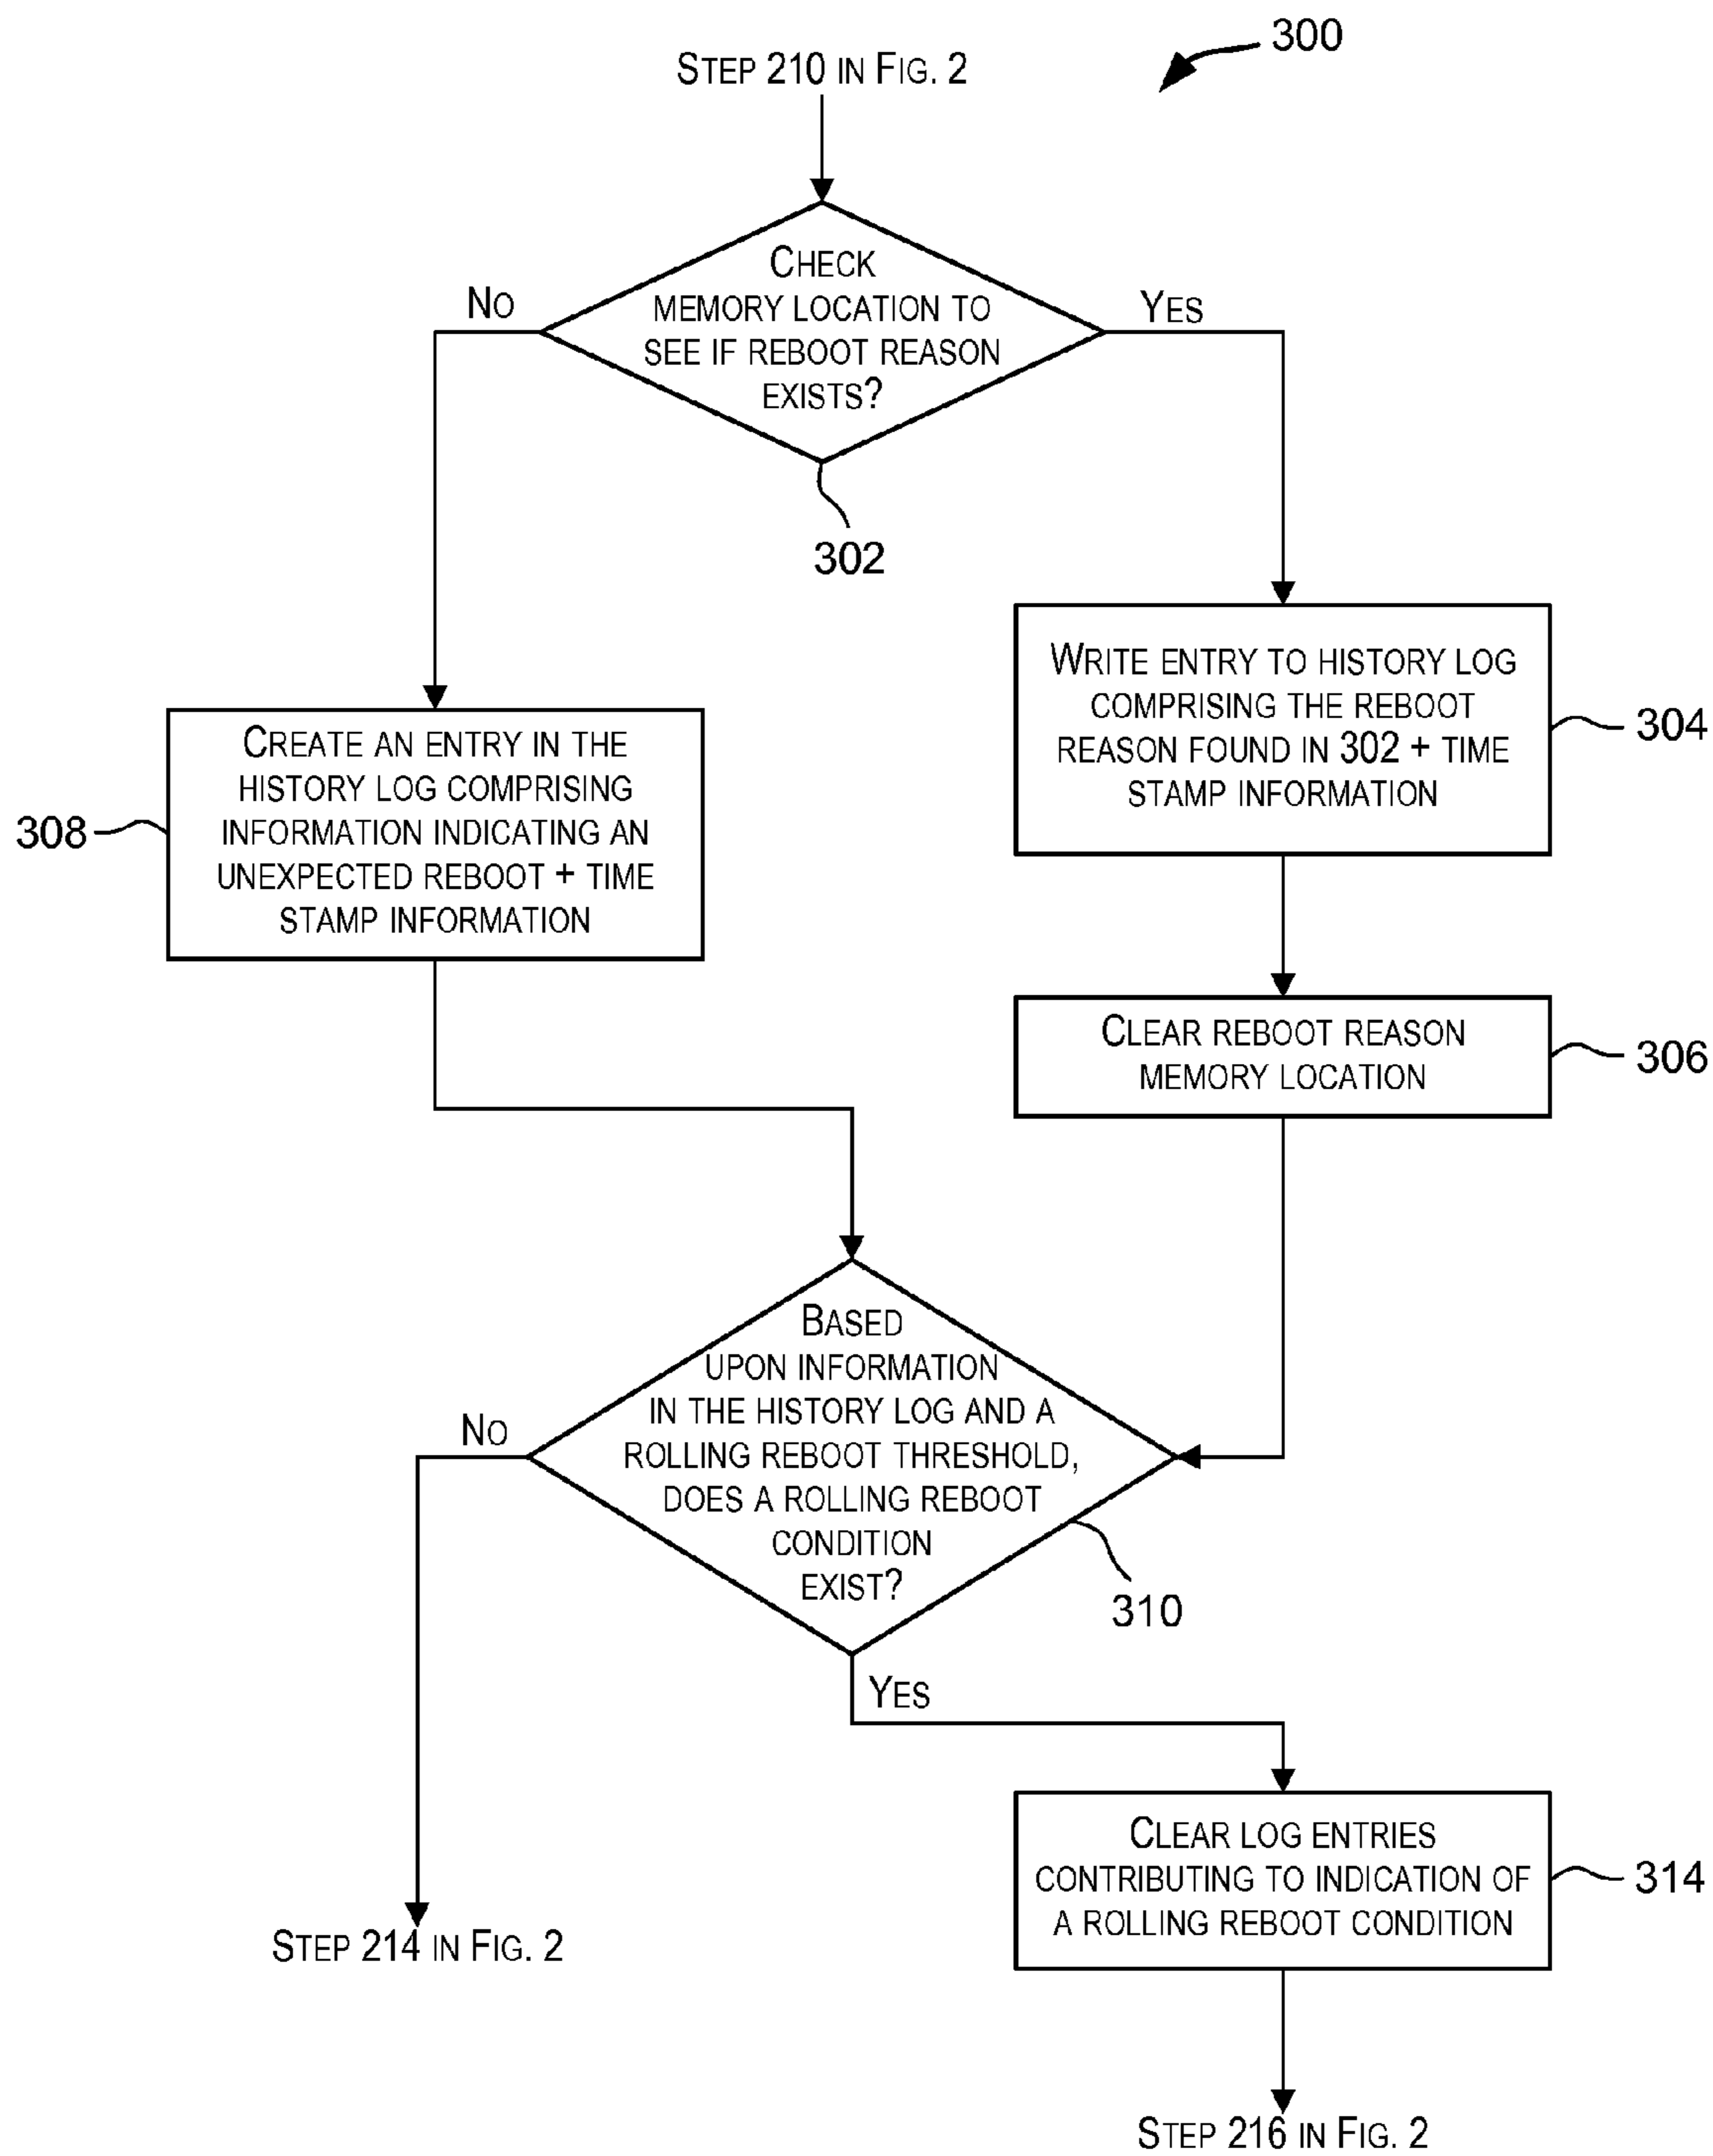 300
STEP 210 IN FIG. 2
CHECK
MEMORY LOCATION TO
SEE IF REBOOT REASON
EXISTS?
NO
YES
302
WRITE ENTRY TO HISTORY LOG
COMPRISING THE REBOOT
REASON FOUND IN 302 + TIME
STAMP INFORMATION
304
CREATE AN ENTRY IN THE
HISTORY LOG COMPRISING
INFORMATION INDICATING AN
UNEXPECTED REBOOT + TIME
STAMP INFORMATION
308
CLEAR REBOOT REASON
MEMORY LOCATION
306
BASED
UPON INFORMATION
IN THE HISTORY LOG AND A
ROLLING REBOOT THRESHOLD,
DOES A ROLLING REBOOT
CONDITION
EXIST?
NO
310
YES
CLEAR LOG ENTRIES
CONTRIBUTING TO INDICATION OF
A ROLLING REBOOT CONDITION
314
STEP 214 IN FIG. 2
STEP 216 IN FIG. 2